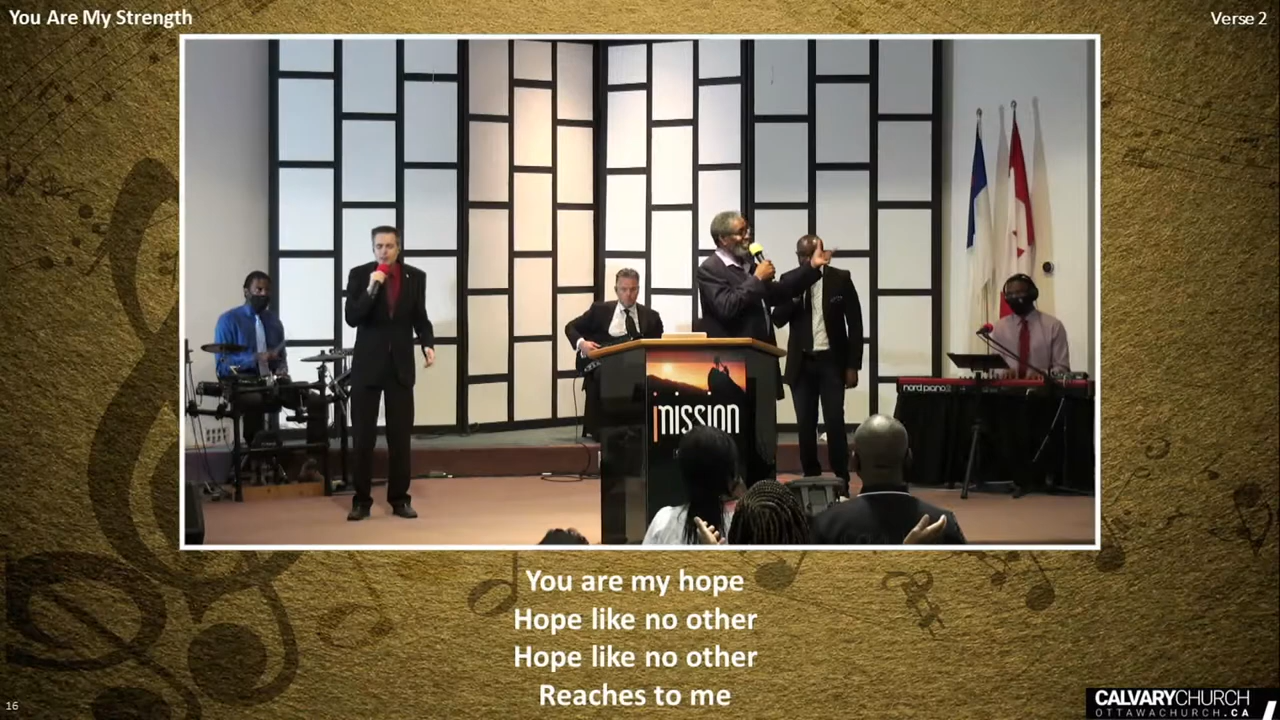 You Are My Strength
Verse 2
nord piano
mission
You are my hope
Hope like no other
Hope like no other
Reaches to me
16
CALVARYCHURCH
OTTAWACHURCH.CA